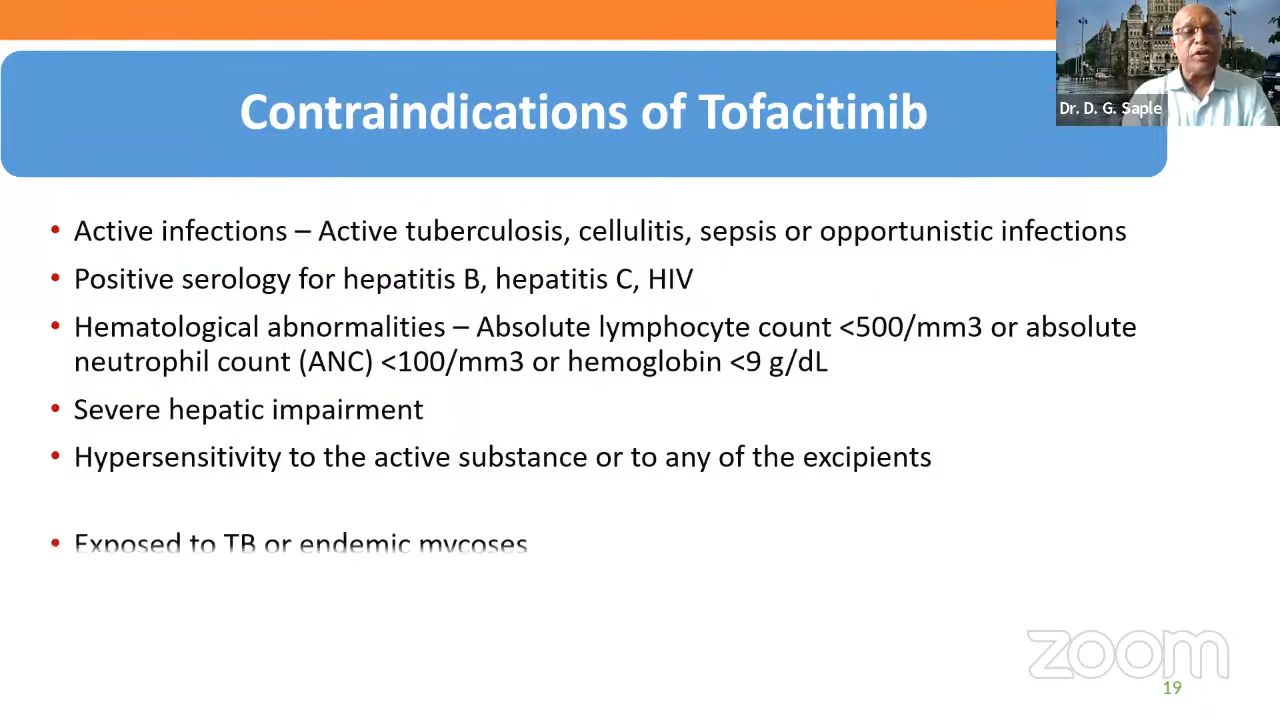 Dr. D. G. Saple
Contraindications of Tofacitinib
• Active infections – Active tuberculosis, cellulitis, sepsis or opportunistic infections
• Positive serology for hepatitis B, hepatitis C, HIV
• Hematological abnormalities – Absolute lymphocyte count <500/mm3 or absolute
neutrophil count (ANC) <100/mm3 or hemoglobin <9 g/dL
• Severe hepatic impairment
• Hypersensitivity to the active substance or to any of the excipients
• Exposed to TB or endemic mycoses
zoom
19